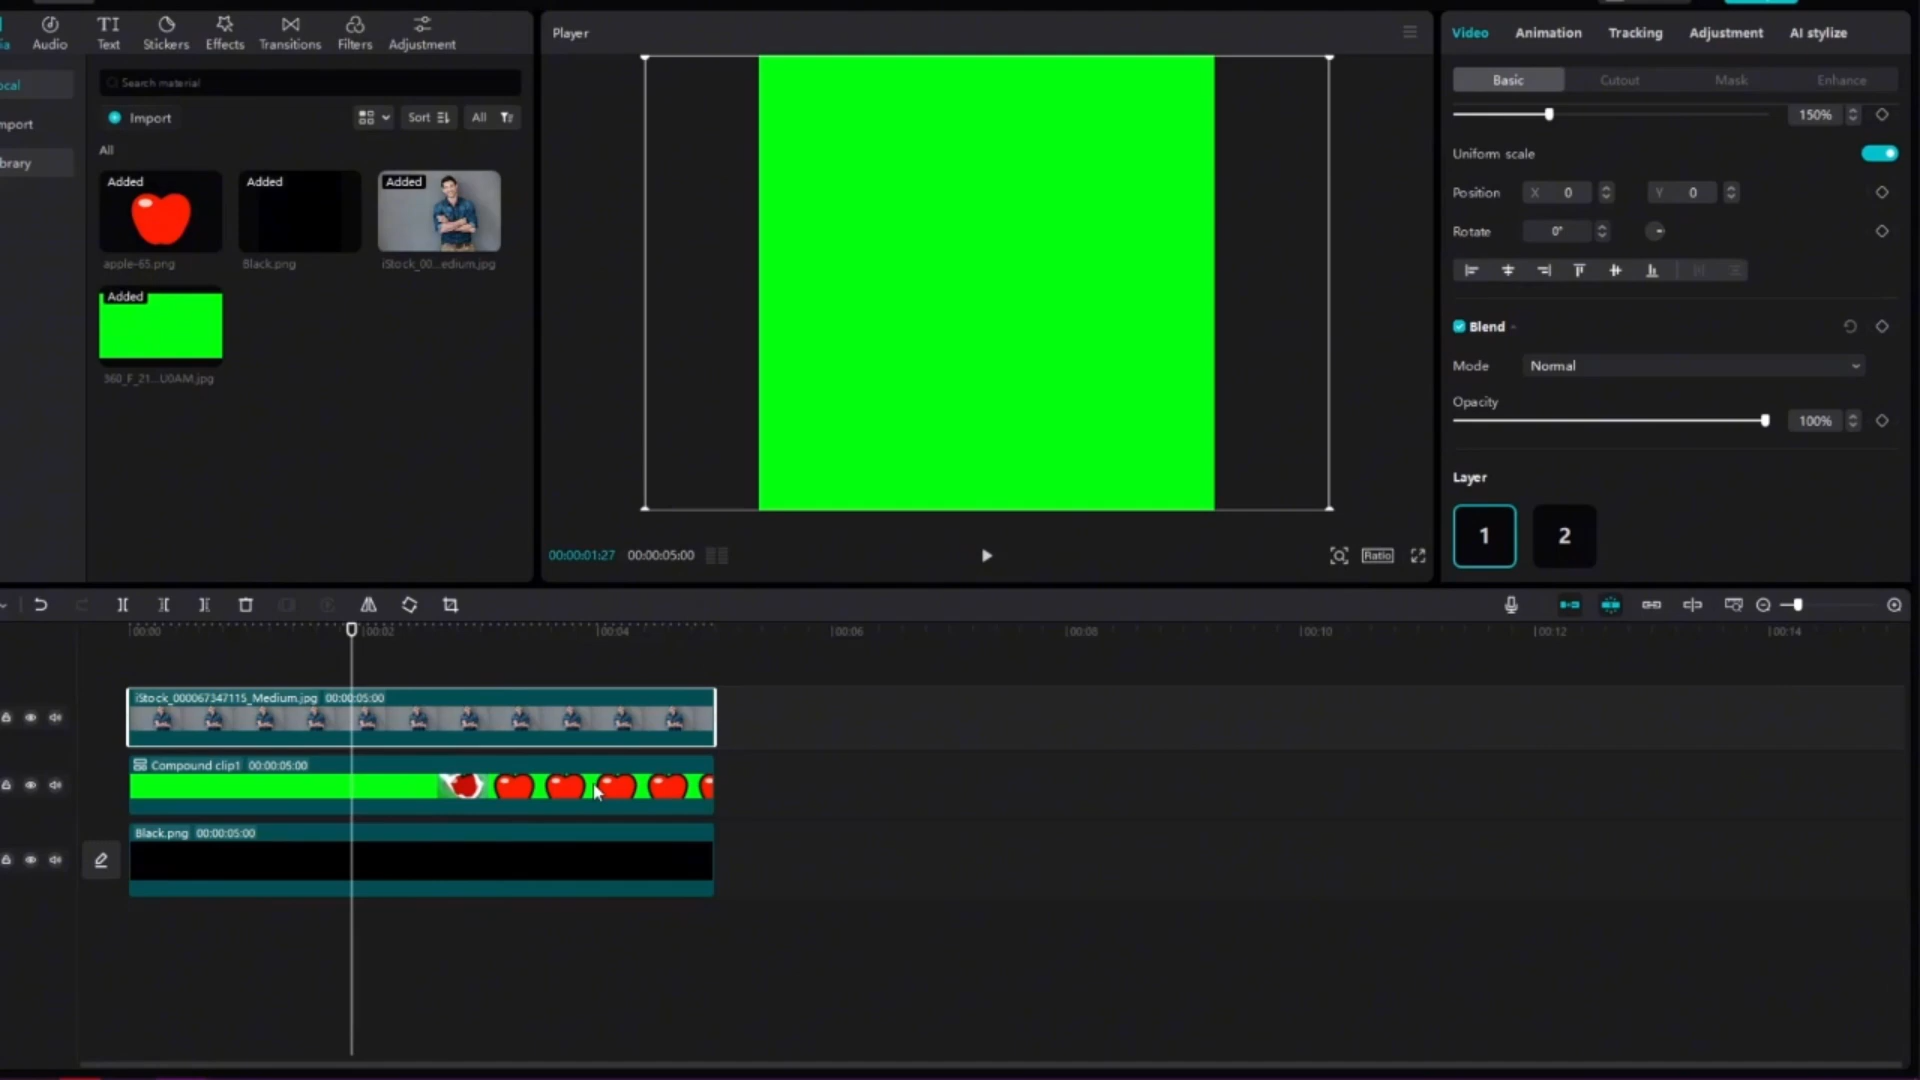 ia
Audio
TI
Text
Stickers
Effects
Transitions
Filters
Adjustment
ocal
mport
brary
Search material
Import
Sort
All
All
Added
apple-65.png
Added
Black.png
Added
iStock_00...edium.jpg
Added
360_F_21...U0AM.jpg
Player
00:00:01:27 00:00:05:00
Ratio
Video Animation Tracking Adjustment AI stylize
Basic Cutout Mask Enhance
150%
Uniform scale
Position X 0 Y 0
Rotate 0°
Blend
Mode Normal
Opacity
100%
Layer
1 2
00:00 00:02 00:04 00:06 00:08 00:10 00:12 00:14
iStock_000067347115_Medium.jpg 00:00:05:00
Compound clip1 00:00:05:00
Black.png 00:00:05:00